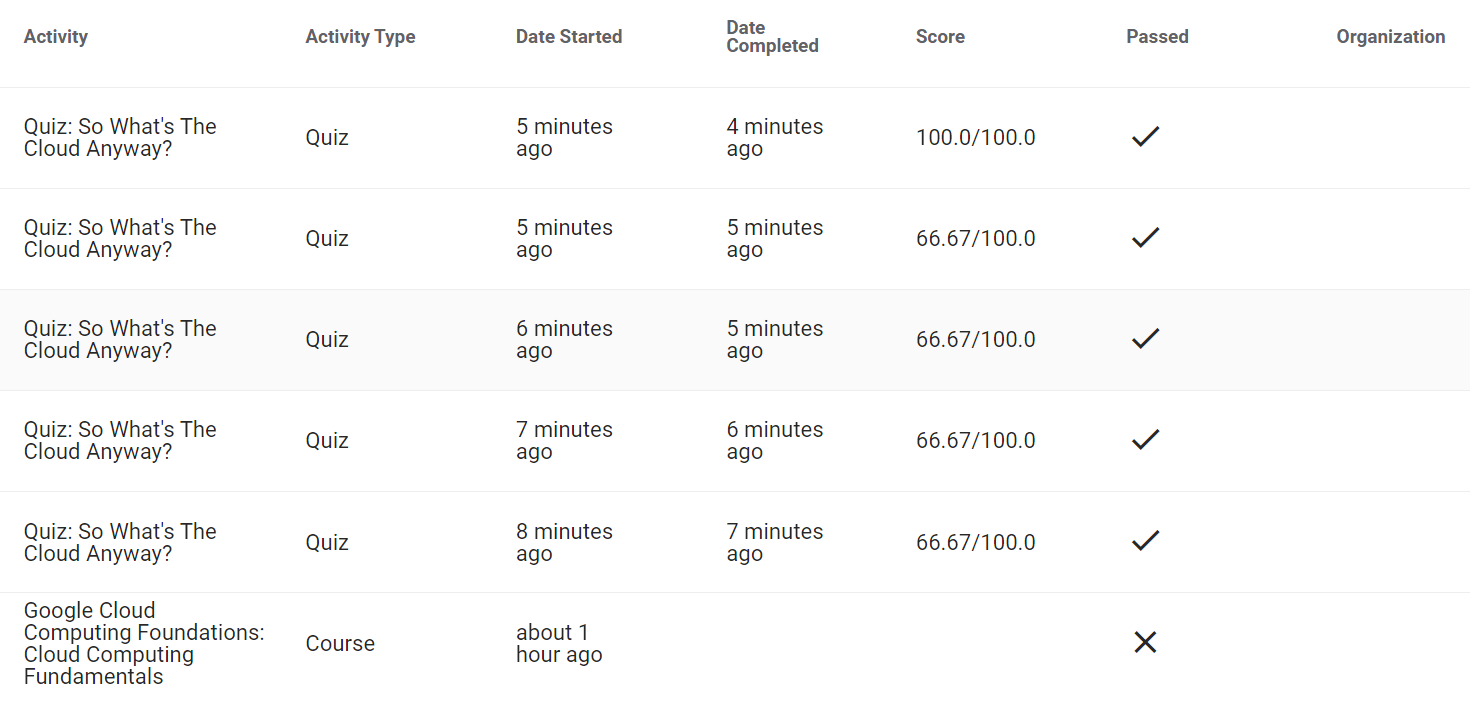 Activity
Activity Type
Date Started
Date
Completed
Score
Passed
Organization
Quiz: So What's The
Cloud Anyway?
Quiz
5 minutes
ago
4 minutes
ago
100.0/100.0
Quiz: So What's The
Cloud Anyway?
Quiz
5 minutes
ago
5 minutes
ago
66.67/100.0
Quiz: So What's The
Cloud Anyway?
Quiz
6 minutes
ago
5 minutes
ago
66.67/100.0
Quiz: So What's The
Cloud Anyway?
Quiz
7 minutes
ago
6 minutes
ago
66.67/100.0
Quiz: So What's The
Cloud Anyway?
Quiz
8 minutes
ago
7 minutes
ago
66.67/100.0
Google Cloud
Computing Foundations:
Cloud Computing
Fundamentals
Course
about 1
hour ago